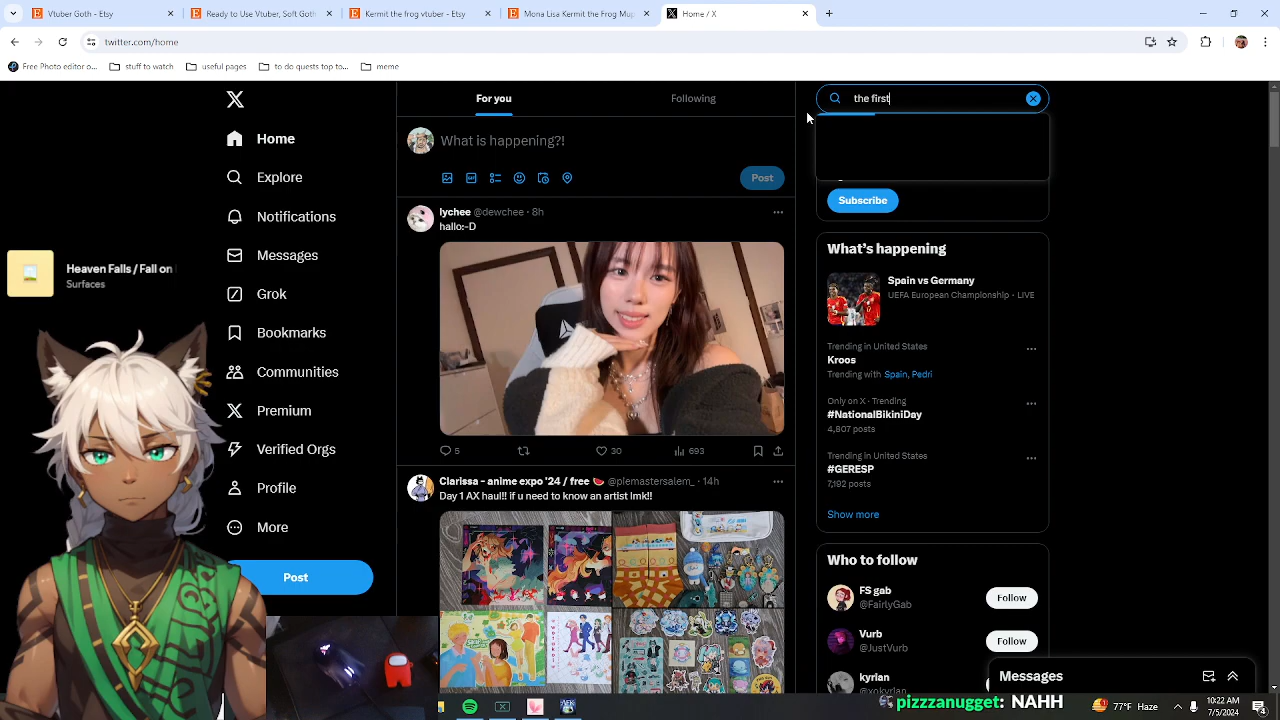 Kermit the frog vtuber - Etsy
Ready to Use Vtuber, Soft Goth
Kermit the frog vtuber - Etsy
Mona Lisa Kermit the Frog Mug
Home / X
twitter.com/home
Free Photo editor o...
stuff to watch
useful pages
to do quests top to...
meme
Home
Explore
Notifications
Messages
Grok
Bookmarks
Communities
Premium
Verified Orgs
Profile
More
Post
Heaven Falls / Fall on
Surfaces
For you
Following
What is happening?!
GIF
Post
lychee @dewchee · 8h
hallo:-D
5
30
693
Clarissa - anime expo '24 / free 🍉 @plemastersalem_ · 14h
Day 1 AX haul!! if u need to know an artist lmk!!
the first
Subscribe
What's happening
Spain vs Germany
UEFA European Championship · LIVE
Trending in United States
Kroos
Trending with Spain, Pedri
Only on X · Trending
#NationalBikiniDay
4,807 posts
Trending in United States
#GERESP
7,192 posts
Show more
Who to follow
FS gab
@FairlyGab
Follow
Vurb
@JustVurb
Follow
kyrian
@xokyrian
Messages
pizzzanugget: NAHH
77°F Haze
10:22 AM
7/5/2024